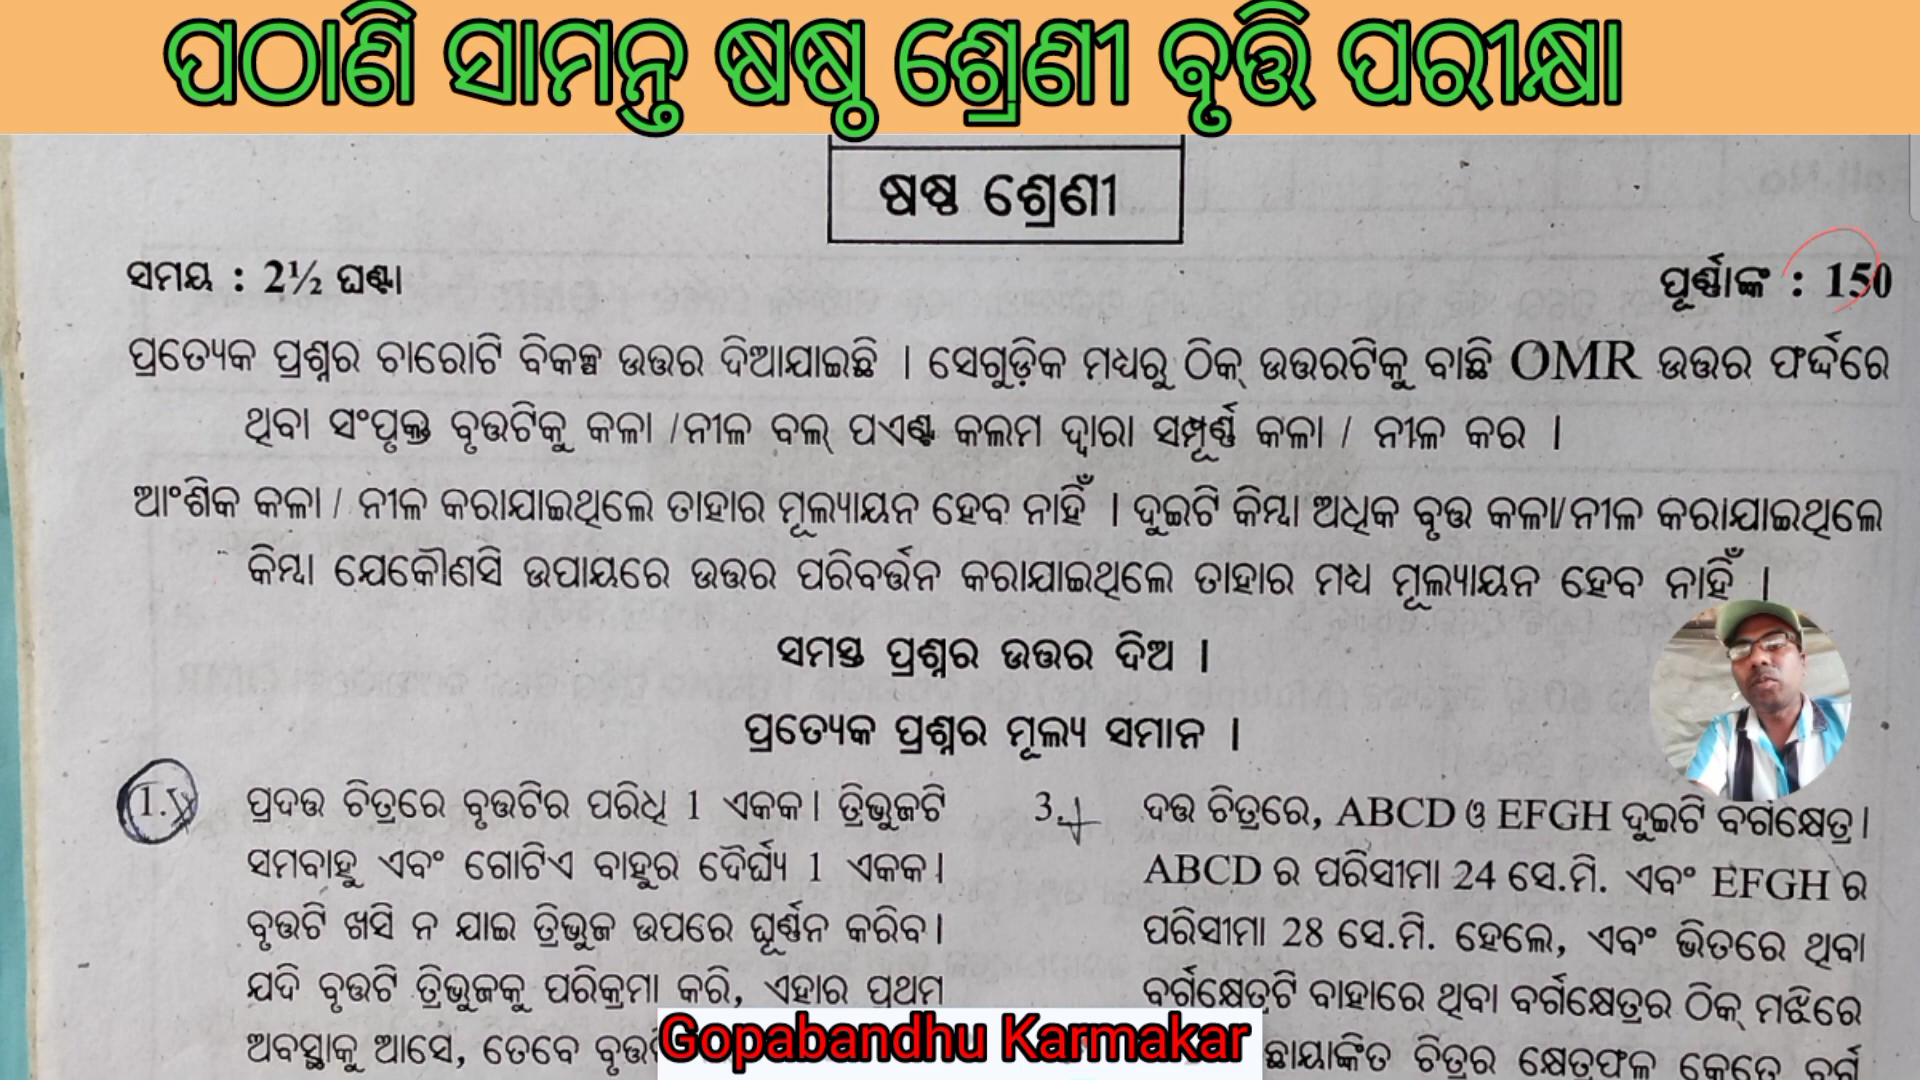 ପଠାଣି ସାମନ୍ତ ଷଷ୍ଠ ଶ୍ରେଣୀ ବୃତ୍ତି ପରୀକ୍ଷା
ଷଷ୍ଠ ଶ୍ରେଣୀ
ସମୟ : 2½ ଘଣ୍ଟା
ପୂର୍ଣ୍ଣାଙ୍କ : 150
ପ୍ରତ୍ୟେକ ପ୍ରଶ୍ନର ଚାରୋଟି ବିକଳ୍ପ ଉତ୍ତର ଦିଆଯାଇଛି । ସେଗୁଡ଼ିକ ମଧ୍ୟରୁ ଠିକ୍ ଉତ୍ତରଟିକୁ ବାଛି OMR ଉତ୍ତର ଫର୍ଦ୍ଦରେ
ଥିବା ସଂପୃକ୍ତ ବୃତ୍ତଟିକୁ କଳା /ନୀଳ ବଲ୍ ପଏଣ୍ଟ କଲମ ଦ୍ୱାରା ସମ୍ପୂର୍ଣ୍ଣ କଳା / ନୀଳ କର ।
ଆଂଶିକ କଳା / ନୀଳ କରାଯାଇଥିଲେ ତାହାର ମୂଲ୍ୟାୟନ ହେବ ନାହିଁ । ଦୁଇଟି କିମ୍ବା ଅଧିକ ବୃତ୍ତ କଳା/ନୀଳ କରାଯାଇଥିଲେ
କିମ୍ବା ଯେକୌଣସି ଉପାୟରେ ଉତ୍ତର ପରିବର୍ତ୍ତନ କରାଯାଇଥିଲେ ତାହାର ମଧ୍ୟ ମୂଲ୍ୟାୟନ ହେବ ନାହିଁ ।
ସମସ୍ତ ପ୍ରଶ୍ନର ଉତ୍ତର ଦିଅ ।
ପ୍ରତ୍ୟେକ ପ୍ରଶ୍ନର ମୂଲ୍ୟ ସମାନ ।
1. ପ୍ରଦତ୍ତ ଚିତ୍ରରେ ବୃତ୍ତଟିର ପରିଧି 1 ଏକକ। ତ୍ରିଭୁଜଟି
ସମବାହୁ ଏବଂ ଗୋଟିଏ ବାହୁର ଦୈର୍ଘ୍ୟ 1 ଏକକ।
ବୃତ୍ତଟି ଖସି ନ ଯାଇ ତ୍ରିଭୁଜ ଉପରେ ଘୂର୍ଣ୍ଣନ କରିବ।
ଯଦି ବୃତ୍ତଟି ତ୍ରିଭୁଜକୁ ପରିକ୍ରମା କରି, ଏହାର ପ୍ରଥମ
ଅବସ୍ଥାକୁ ଆସେ, ତେବେ
3. ଦତ୍ତ ଚିତ୍ରରେ, ABCD ଓ EFGH ଦୁଇଟି ବର୍ଗକ୍ଷେତ୍ର।
ABCD ର ପରିସୀମା 24 ସେ.ମି. ଏବଂ EFGH ର
ପରିସୀମା 28 ସେ.ମି. ହେଲେ, ଏବଂ ଭିତରେ ଥିବା
ବର୍ଗକ୍ଷେତ୍ରଟି ବାହାରେ ଥିବା ବର୍ଗକ୍ଷେତ୍ରର ଠିକ୍ ମଝିରେ
ଛାୟାଙ୍କିତ ଚିତ୍ରର କ୍ଷେତ୍ରଫଳ କେତେ ବର୍ଗ
Gopabandhu Karmakar